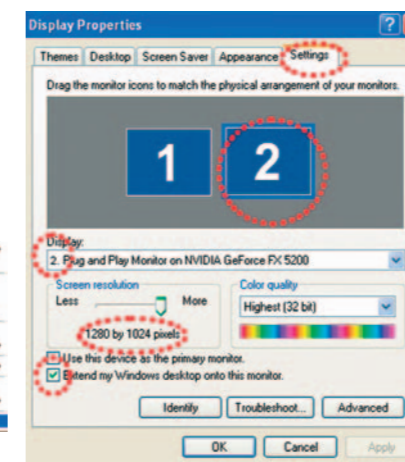 Display Properties
?
Themes Desktop Screen Saver Appearance Settings
Drag the monitor icons to match the physical arrangement of your monitors.
1 2
Display:
2. Plug and Play Monitor on NVIDIA GeForce FX 5200
Screen resolution Color quality
Less More Highest (32 bit)
1280 by 1024 pixels
Use this device as the primary monitor.
Extend my Windows desktop onto this monitor.
Identify Troubleshoot... Advanced
OK Cancel Apply